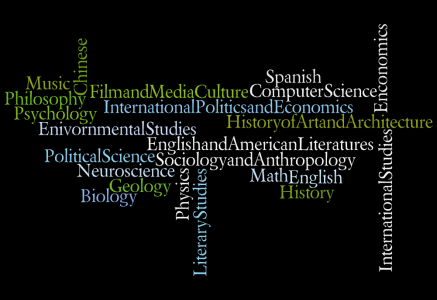 Chinese
Music
Philosophy
Psychology
FilmandMediaCulture
Spanish
ComputerScience
Enconomics
InternationalPoliticsandEconomics
HistoryofArtandArchitecture
EnivornmentalStudies
EnglishandAmericanLiteratures
PoliticalScience
SociologyandAnthropology
Neuroscience
Geology
Biology
Physics
LiteraryStudies
Math
English
History
InternationalStudies